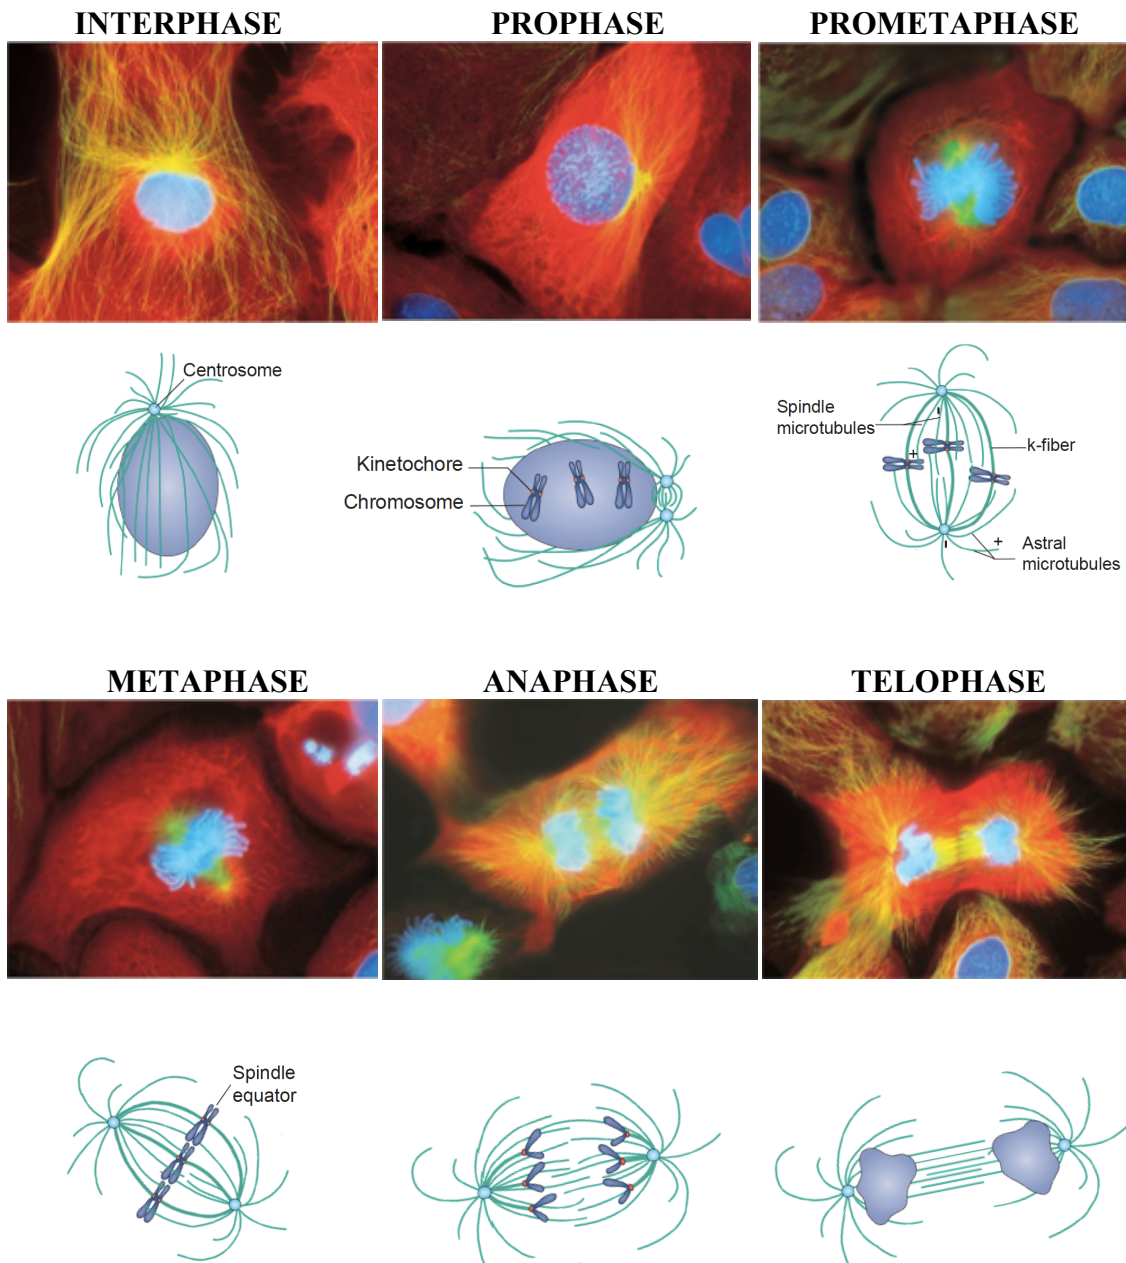 INTERPHASE
PROPHASE
PROMETAPHASE
Centrosome
Kinetochore
Chromosome
Spindle
microtubules
-
+
k-fiber
-
+
Astral
microtubules
METAPHASE
ANAPHASE
TELOPHASE
Spindle
equator